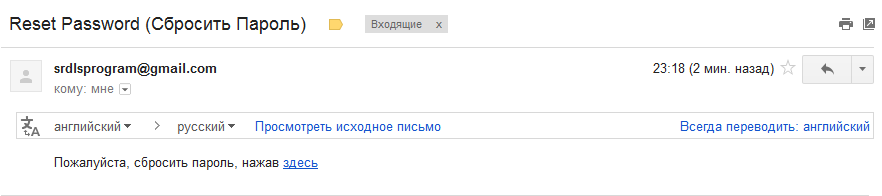 Reset Password (Сбросить Пароль) Входящие x
srdlsprogram@gmail.com 23:18 (2 мин. назад)
кому: мне
английский русский Просмотреть исходное письмо Всегда переводить: английский
Пожалуйста, сбросить пароль, нажав здесь